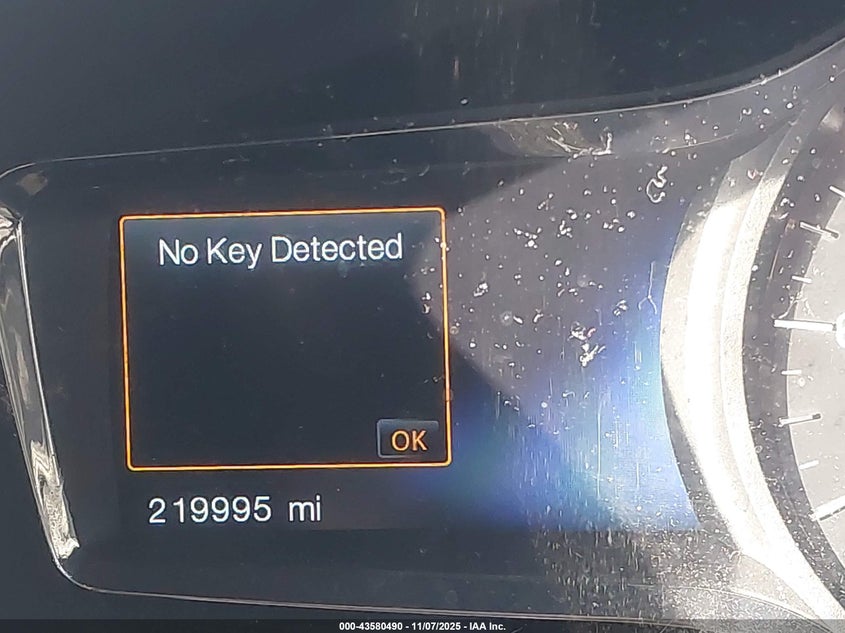 No Key Detected
OK
219995 mi
000-43580490 - 11/07/2025 - IAA Inc.